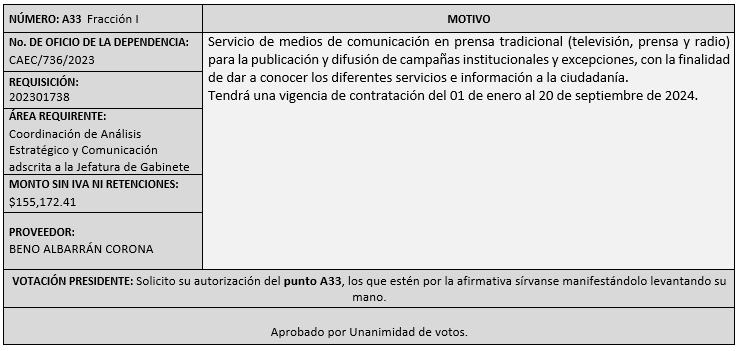 NÚMERO: A33 Fracción I
MOTIVO
No. DE OFICIO DE LA DEPENDENCIA:
CAEC/736/2023
REQUISICIÓN:
202301738
ÁREA REQUIRENTE:
Coordinación de Análisis
Estratégico y Comunicación
adscrita a la Jefatura de Gabinete
MONTO SIN IVA NI RETENCIONES:
$155,172.41
PROVEEDOR:
BENO ALBARRÁN CORONA
Servicio de medios de comunicación en prensa tradicional (televisión, prensa y radio)
para la publicación y difusión de campañas institucionales y excepciones, con la finalidad
de dar a conocer los diferentes servicios e información a la ciudadanía.
Tendrá una vigencia de contratación del 01 de enero al 20 de septiembre de 2024.
VOTACIÓN PRESIDENTE: Solicito su autorización del punto A33, los que estén por la afirmativa sírvanse manifestándolo levantando su
mano.
Aprobado por Unanimidad de votos.